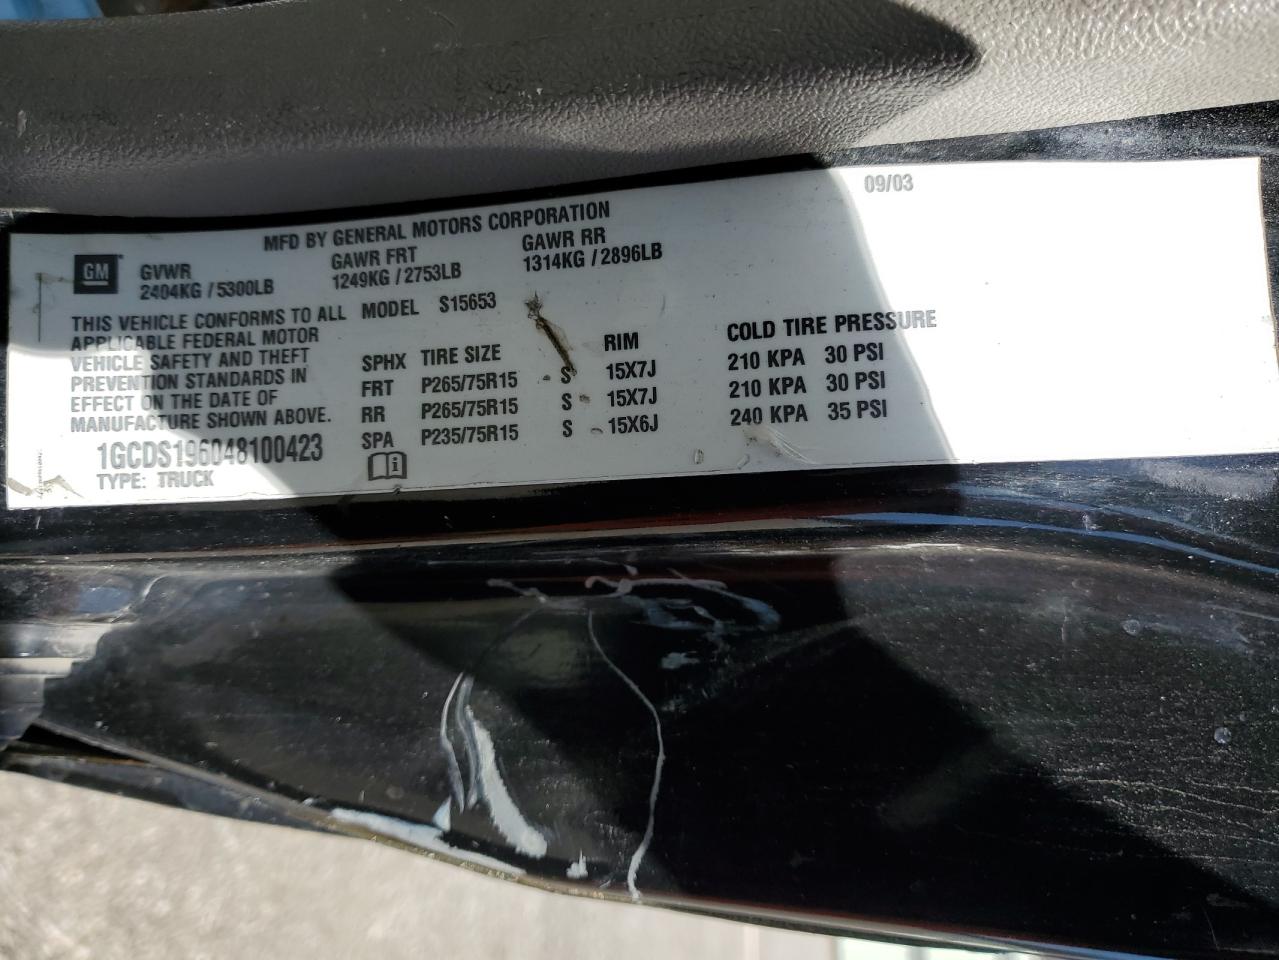 09/03
MFD BY GENERAL MOTORS CORPORATION
GM
GVWR GAWR FRT GAWR RR
2404KG / 5300LB 1249KG / 2753LB 1314KG / 2896LB
THIS VEHICLE CONFORMS TO ALL
APPLICABLE FEDERAL MOTOR
VEHICLE SAFETY AND THEFT
PREVENTION STANDARDS IN
EFFECT ON THE DATE OF
MANUFACTURE SHOWN ABOVE.
1GCDS196048100423
TYPE: TRUCK
MODEL S15653
SPHX TIRE SIZE RIM COLD TIRE PRESSURE
FRT P265/75R15 S 15X7J 210 KPA 30 PSI
RR P265/75R15 S 15X7J 210 KPA 30 PSI
SPA P235/75R15 S 15X6J 240 KPA 35 PSI